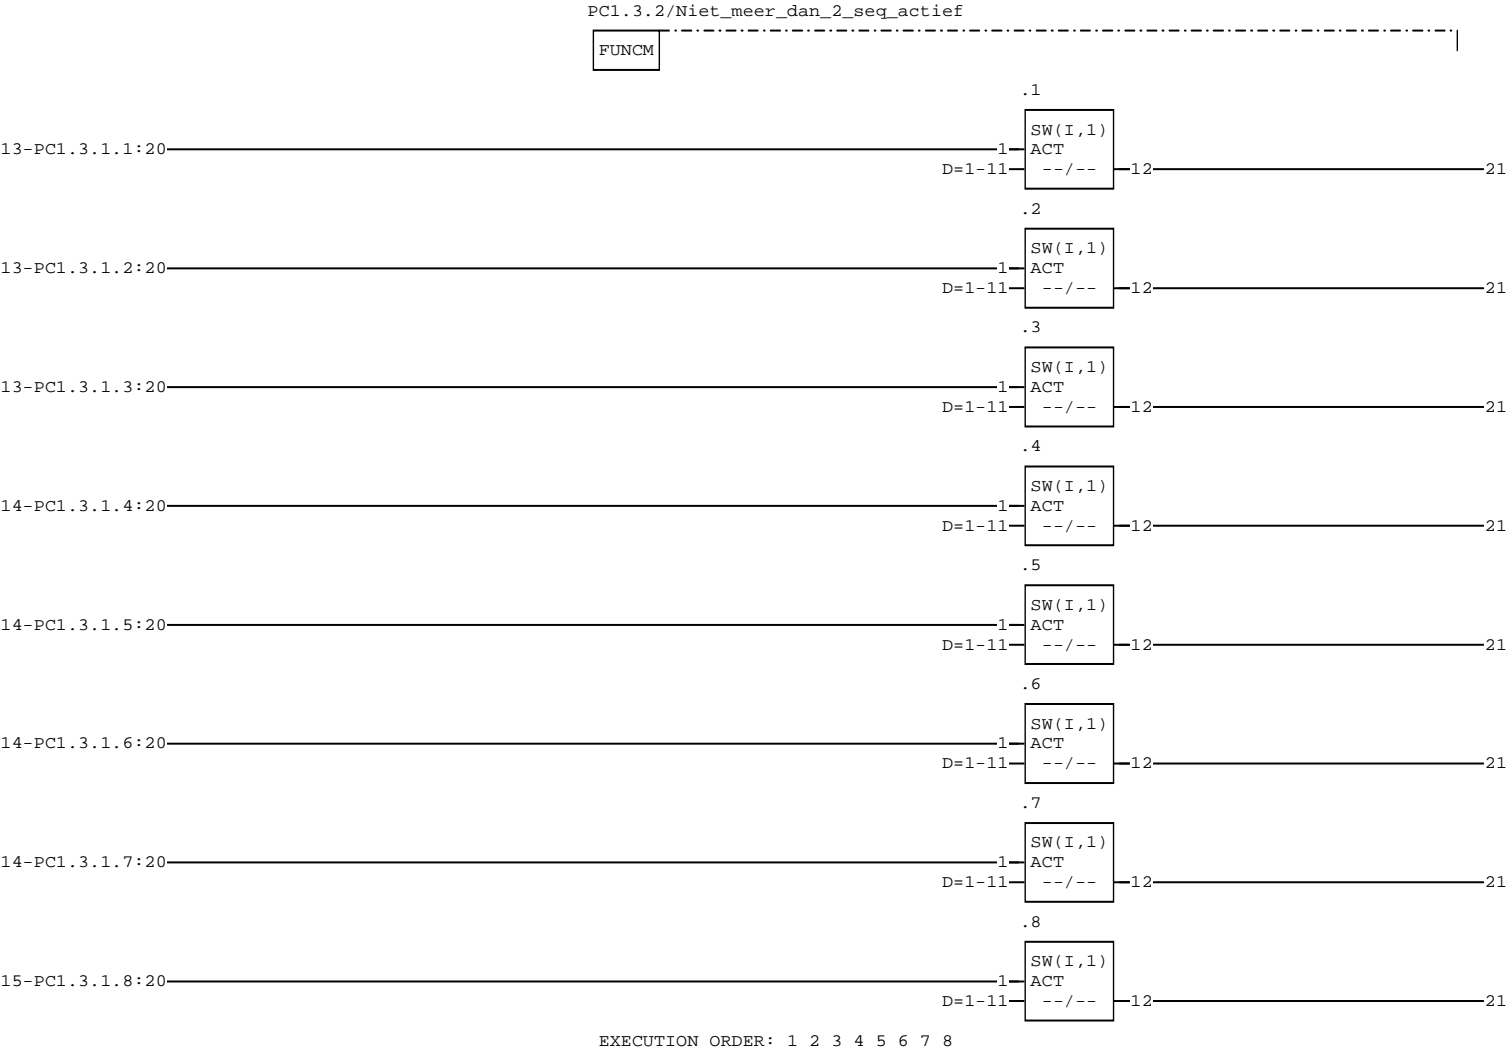 PC1.3.2/Niet_meer_dan_2_seq_actief
FUNCM
.1
SW(I,1)
13-PC1.3.1.1:20 1 ACT
D=1-11 --/-- 12 21
.2
SW(I,1)
13-PC1.3.1.2:20 1 ACT
D=1-11 --/-- 12 21
.3
SW(I,1)
13-PC1.3.1.3:20 1 ACT
D=1-11 --/-- 12 21
.4
SW(I,1)
14-PC1.3.1.4:20 1 ACT
D=1-11 --/-- 12 21
.5
SW(I,1)
14-PC1.3.1.5:20 1 ACT
D=1-11 --/-- 12 21
.6
SW(I,1)
14-PC1.3.1.6:20 1 ACT
D=1-11 --/-- 12 21
.7
SW(I,1)
14-PC1.3.1.7:20 1 ACT
D=1-11 --/-- 12 21
.8
SW(I,1)
15-PC1.3.1.8:20 1 ACT
D=1-11 --/-- 12 21
EXECUTION ORDER: 1 2 3 4 5 6 7 8